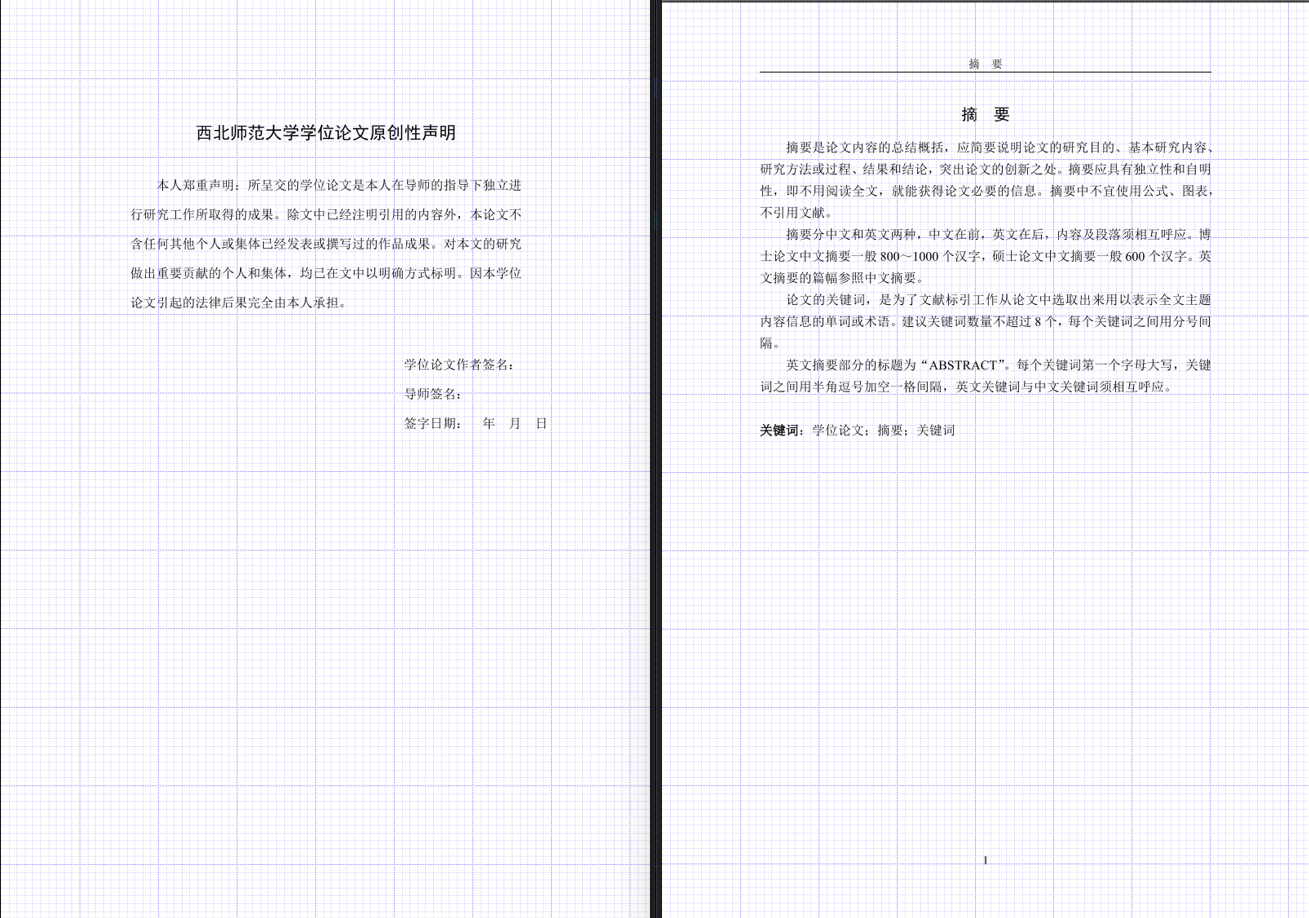 西北师范大学学位论文原创性声明
本人郑重声明：所呈交的学位论文是本人在导师的指导下独立进
行研究工作所取得的成果。除文中已经注明引用的内容外，本论文不
含任何其他个人或集体已经发表或撰写过的作品成果。对本文的研究
做出重要贡献的个人和集体，均已在文中以明确方式标明。因本学位
论文引起的法律后果完全由本人承担。
学位论文作者签名：
导师签名：
签字日期：　年　月　日
摘　要
摘　要
摘要是论文内容的总结概括，应简要说明论文的研究目的、基本研究内容、
研究方法或过程、结果和结论，突出论文的创新之处。摘要应具有独立性和自明
性，即不用阅读全文，就能获得论文必要的信息。摘要中不宜使用公式、图表，
不引用文献。
摘要分中文和英文两种，中文在前，英文在后，内容及段落须相互呼应。博
士论文中文摘要一般 800～1000 个汉字，硕士论文中文摘要一般 600 个汉字。英
文摘要的篇幅参照中文摘要。
论文的关键词，是为了文献标引工作从论文中选取出来用以表示全文主题
内容信息的单词或术语。建议关键词数量不超过 8 个，每个关键词之间用分号间
隔。
英文摘要部分的标题为“ABSTRACT”。每个关键词第一个字母大写，关键
词之间用半角逗号加空一格间隔，英文关键词与中文关键词须相互呼应。
关键词：学位论文；摘要；关键词
I